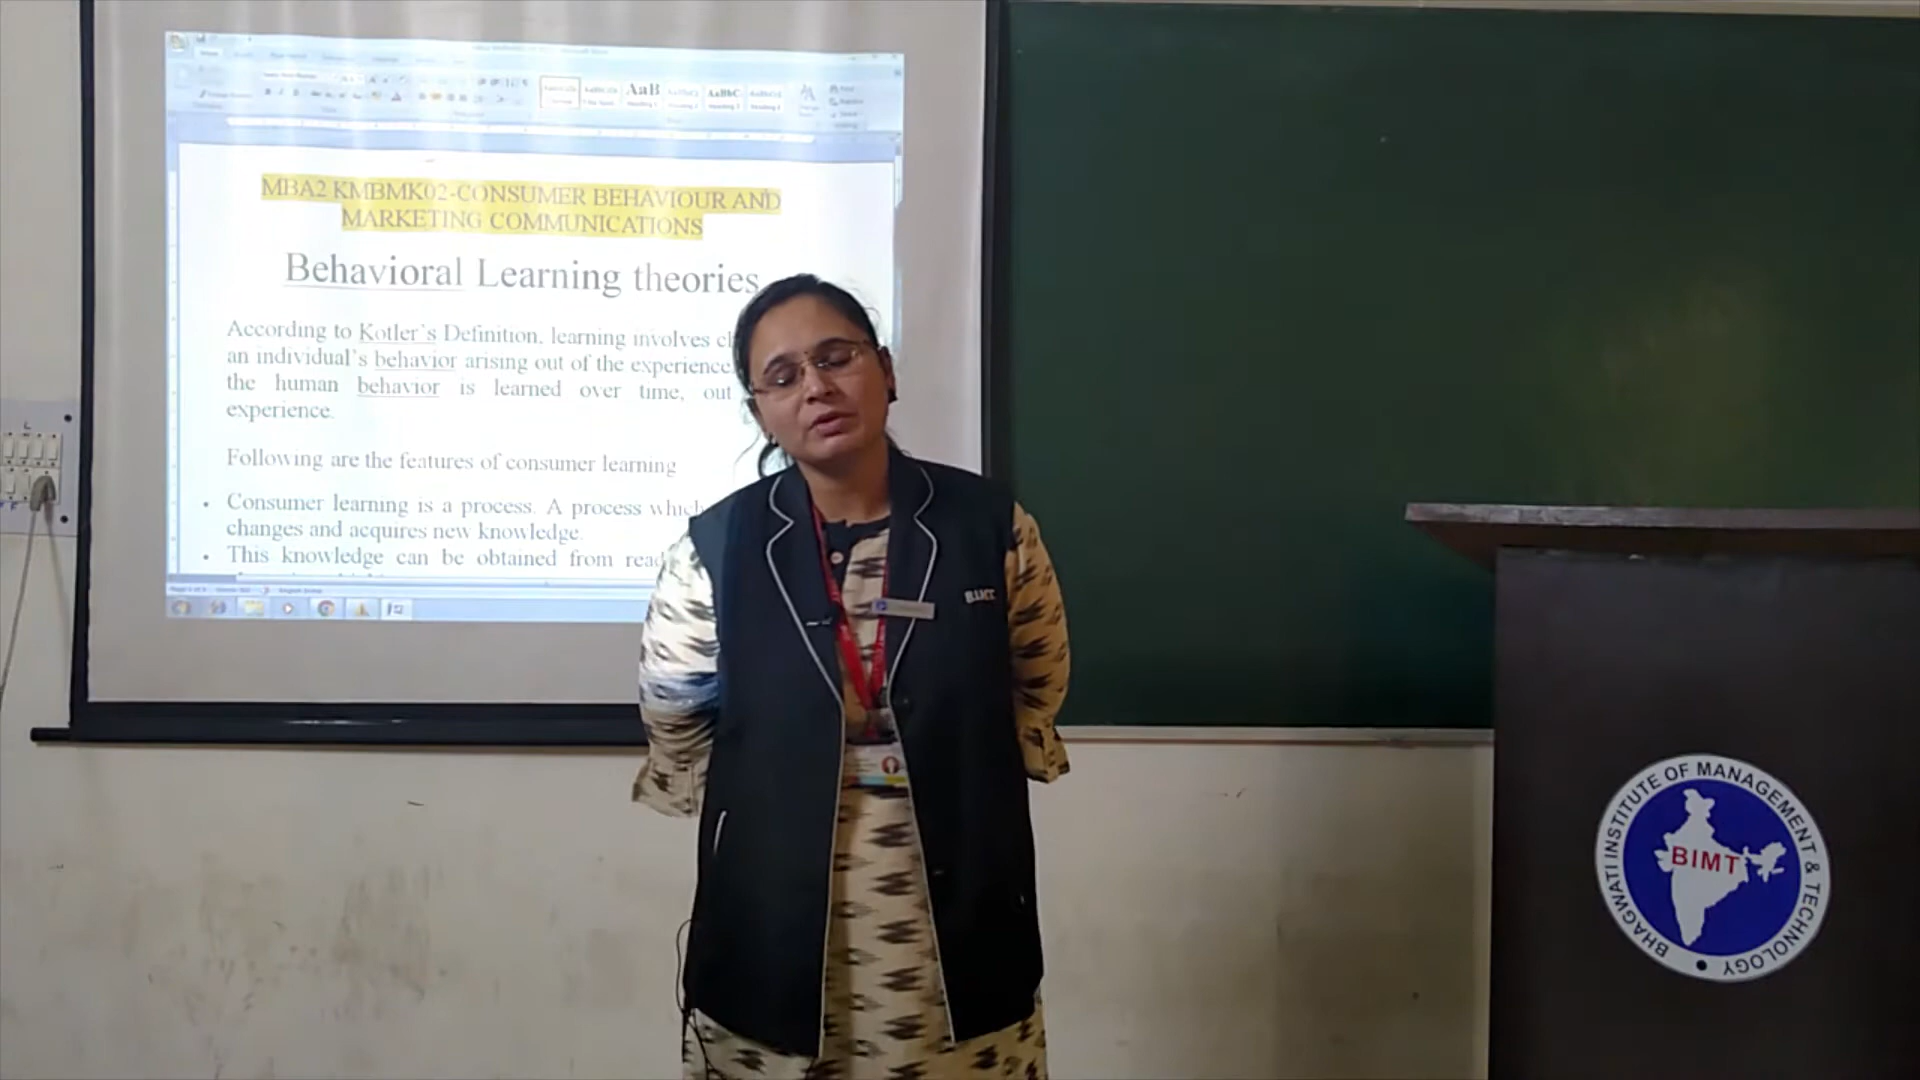 AaB
AaBbC
MBA2 KMBMK02-CONSUMER BEHAVIOUR AND
MARKETING COMMUNICATIONS
Behavioral Learning theories
According to Kotler's Definition, learning involves
an individual's behavior arising out of the experience.
the human behavior is learned over time, out
experience.
Following are the features of consumer learning
• Consumer learning is a process. A process which
changes and acquires new knowledge.
• This knowledge can be obtained from
B.I.M.T.
BHAGWATI INSTITUTE OF MANAGEMENT & TECHNOLOGY
BIMT